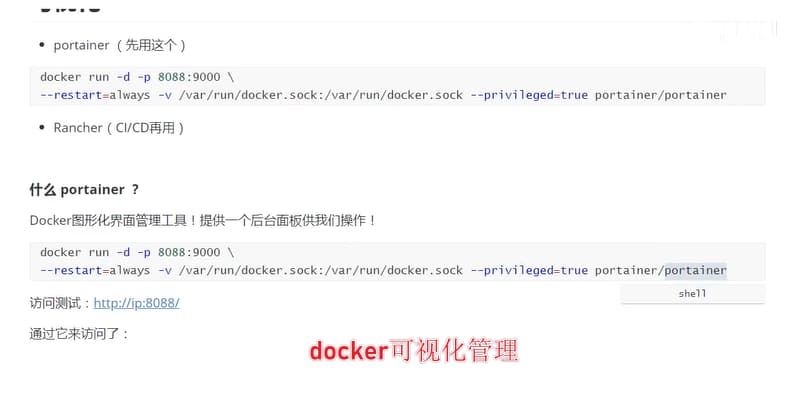 portainer （先用这个）
docker run -d -p 8088:9000 \
--restart=always -v /var/run/docker.sock:/var/run/docker.sock --privileged=true portainer/portainer
Rancher（CI/CD再用）
什么 portainer ？
Docker图形化界面管理工具！提供一个后台面板供我们操作！
docker run -d -p 8088:9000 \
--restart=always -v /var/run/docker.sock:/var/run/docker.sock --privileged=true portainer/portainer
shell
访问测试：http://ip:8088/
通过它来访问了：
docker可视化管理